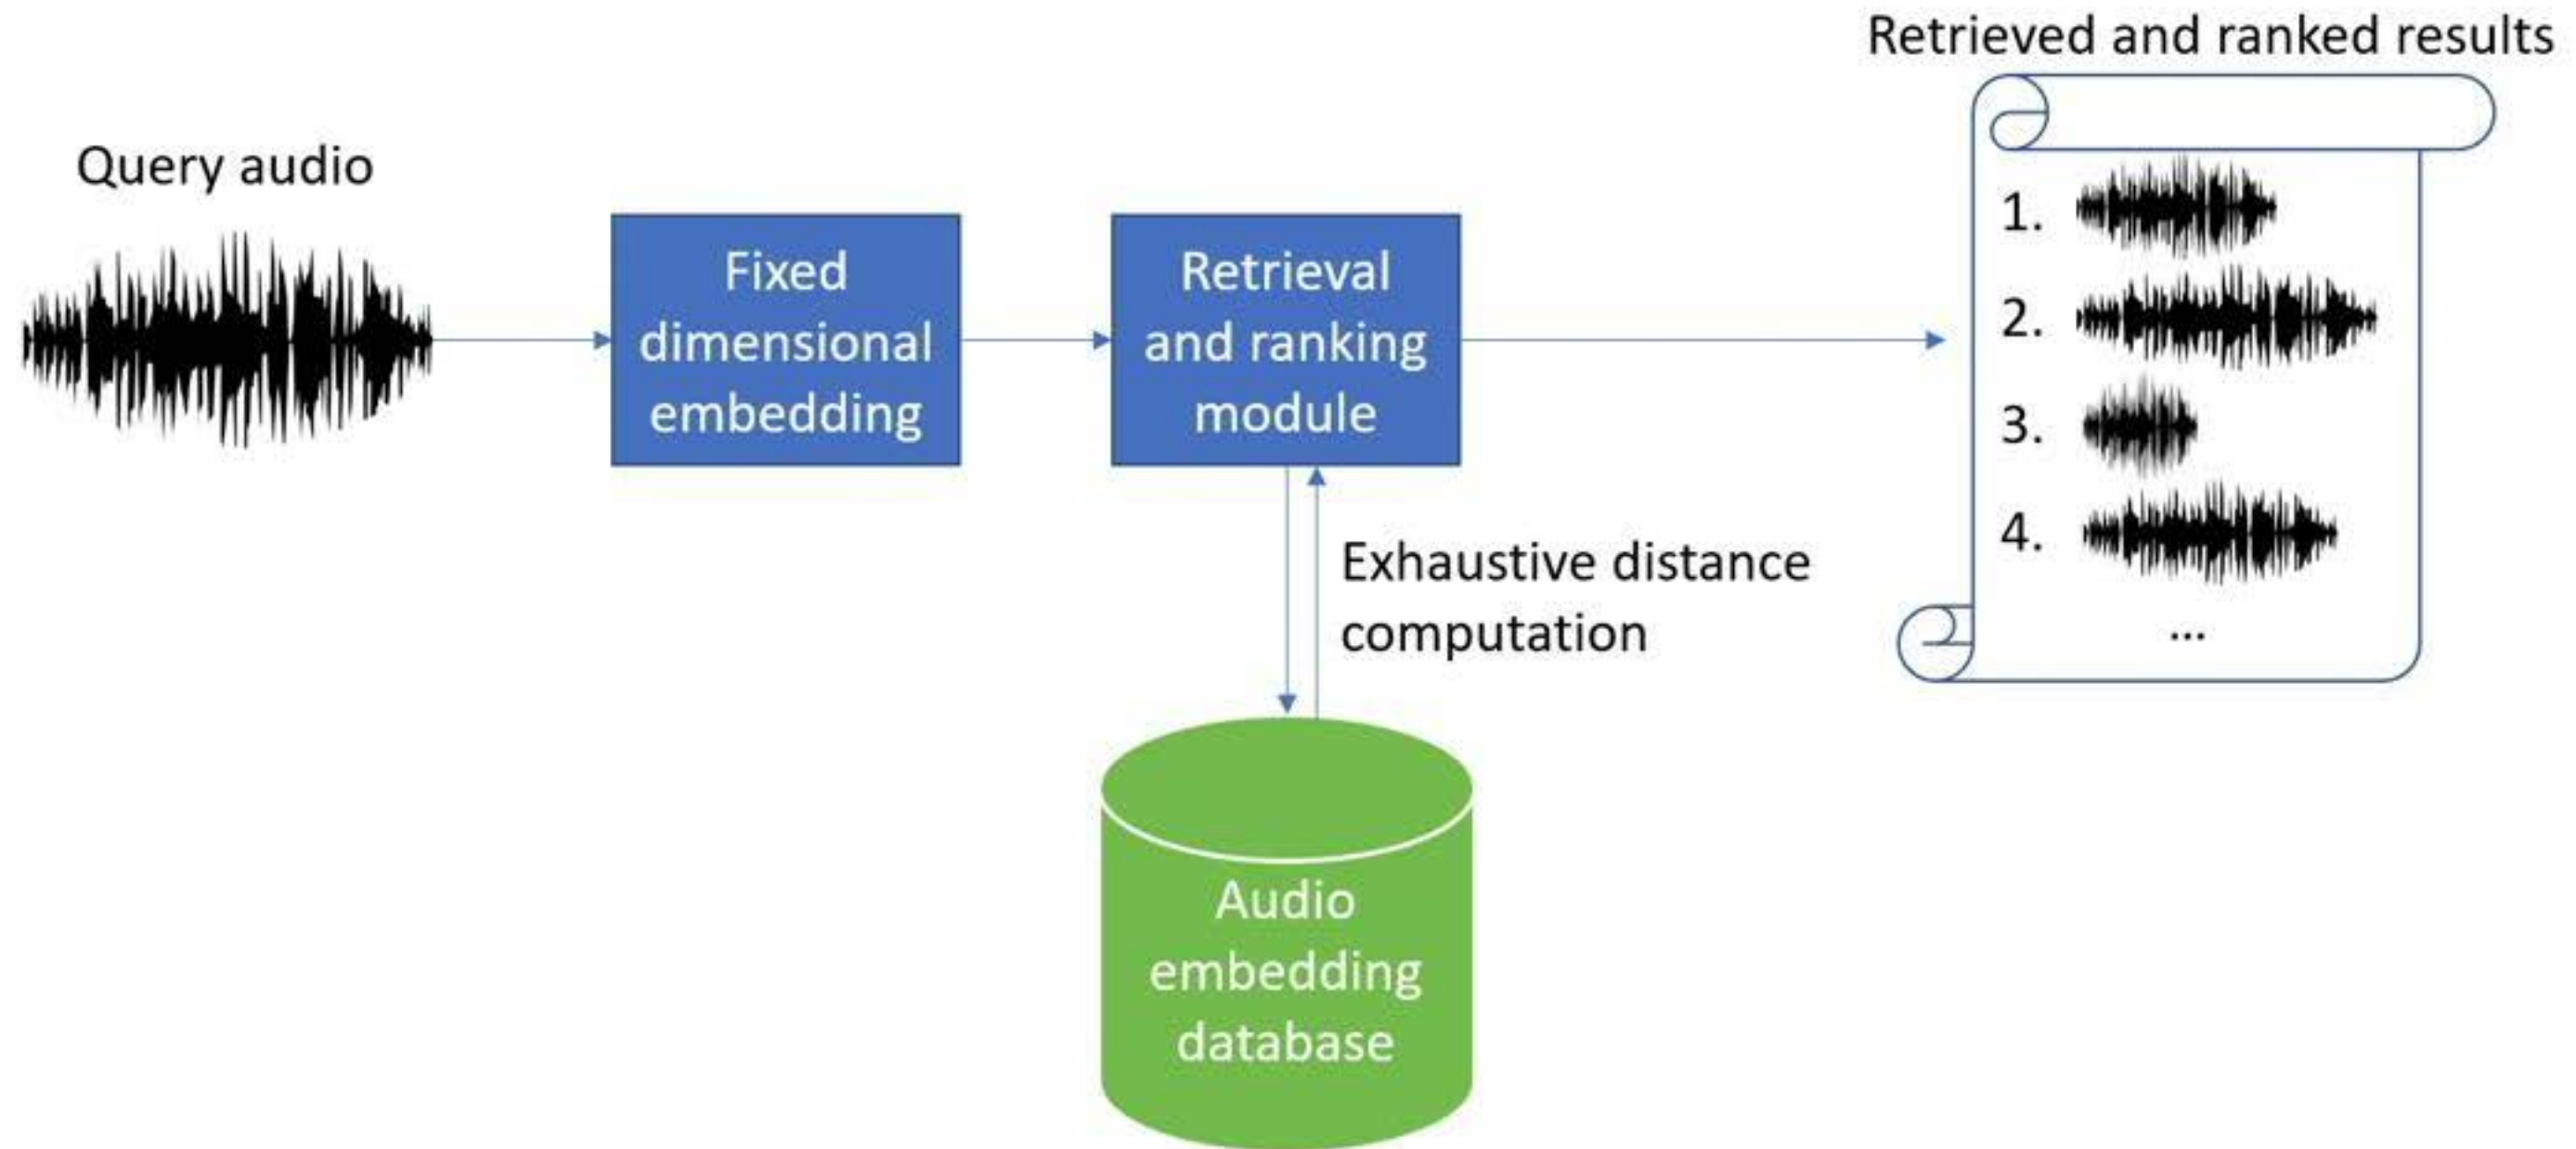 Query audio
Fixed
dimensional
embedding
Retrieval
and ranking
module
Exhaustive distance
computation
Audio
embedding
database
Retrieved and ranked results
1.
2.
3.
4.
...